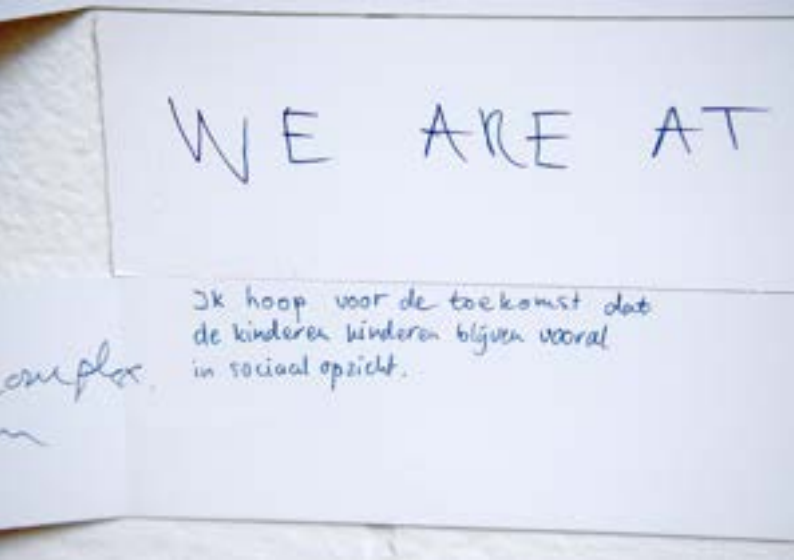 WE ARE AT
Ik hoop voor de toekomst dat
de kinderen kinderen blijven vooral
in sociaal opzicht.